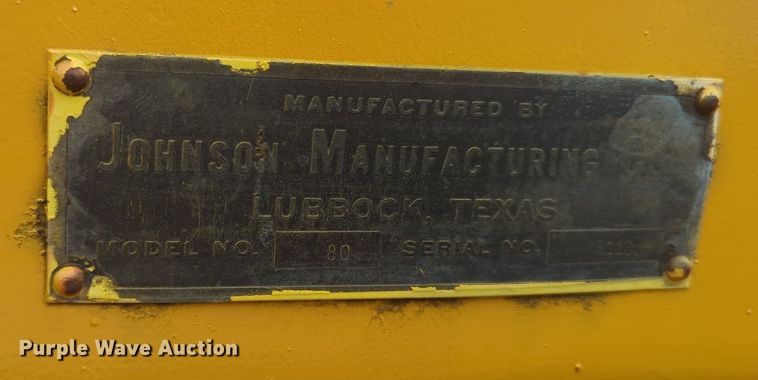 MANUFACTURED BY
JOHNSON MANUFACTURING
LUBBOCK, TEXAS
MODEL NO. 80 SERIAL NO.
Purple Wave Auction